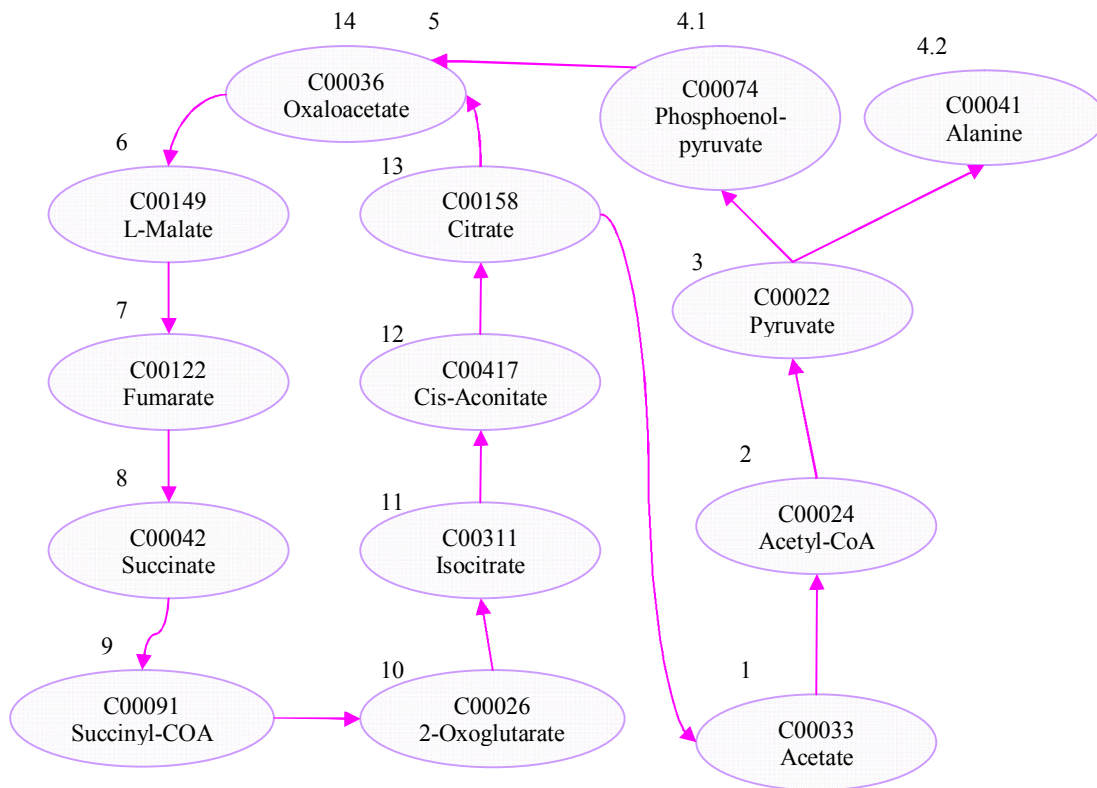 14
5
4.1
4.2
C00036
Oxaloacetate
C00074
Phosphoenol-
pyruvate
C00041
Alanine
6
C00149
L-Malate
13
C00158
Citrate
3
C00022
Pyruvate
7
C00122
Fumarate
12
C00417
Cis-Aconitate
2
C00024
Acetyl-CoA
8
C00042
Succinate
11
C00311
Isocitrate
9
C00091
Succinyl-COA
10
C00026
2-Oxoglutarate
1
C00033
Acetate